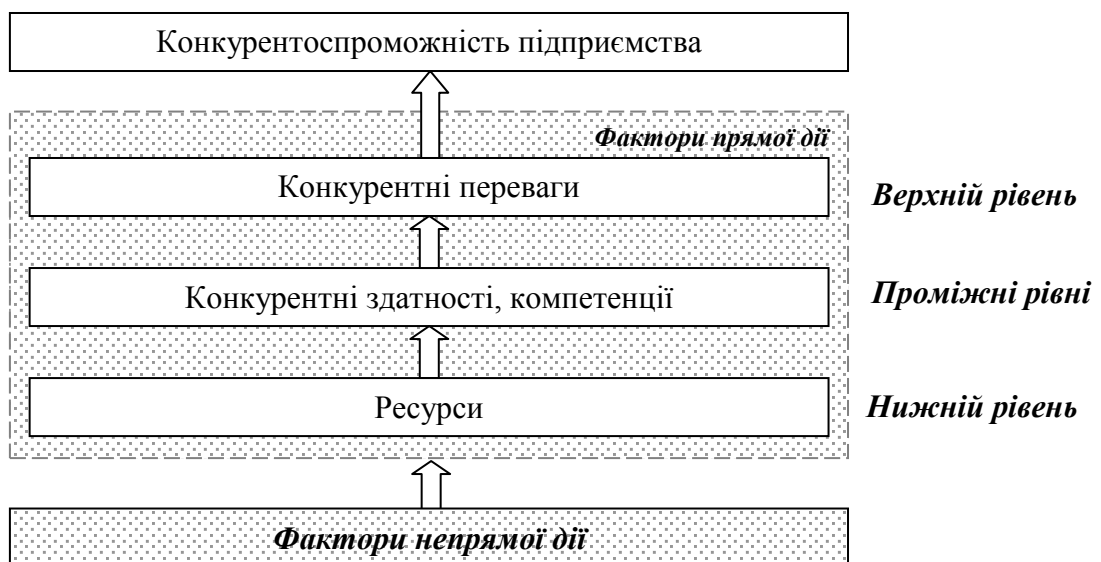 Конкурентоспроможність підприємства
Фактори прямої дії
Конкурентні переваги
Верхній рівень
Конкурентні здатності, компетенції
Проміжні рівні
Ресурси
Нижній рівень
Фактори непрямої дії